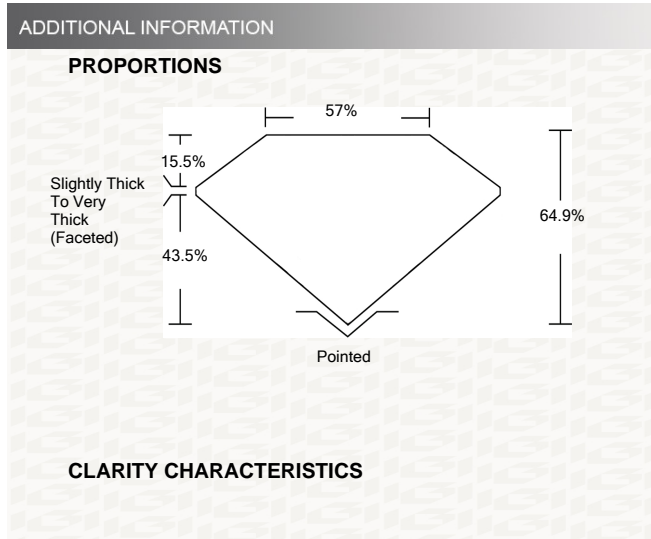 ADDITIONAL INFORMATION
PROPORTIONS
57%
15.5%
Slightly Thick
To Very
Thick
(Faceted)
64.9%
43.5%
Pointed
CLARITY CHARACTERISTICS